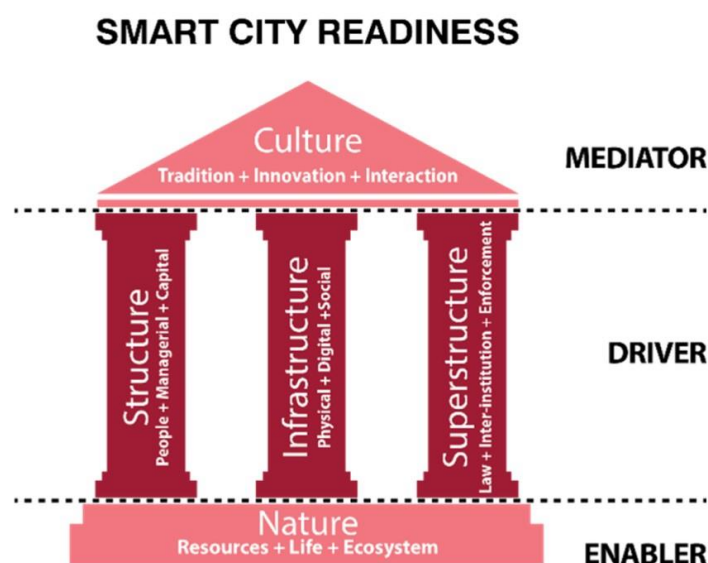 SMART CITY READINESS
Culture
Tradition + Innovation + Interaction
MEDIATOR
Structure
People + Managerial + Capital
Infrastructure
Physical + Digital +Social
Superstructure
Law + Inter-institution + Enforcement
DRIVER
Nature
Resources + Life + Ecosystem
ENABLER